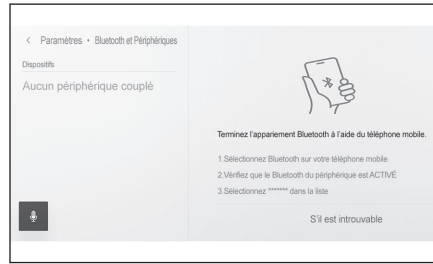 < Paramètres • Bluetooth et Périphériques
Dispositifs
Aucun périphérique couplé
Terminez l'appariement Bluetooth à l'aide du téléphone mobile.
1.Sélectionnez Bluetooth sur votre téléphone mobile
2.Vérifiez que le Bluetooth du périphérique est ACTIVÉ
3.Sélectionnez ******* dans la liste
S'il est introuvable